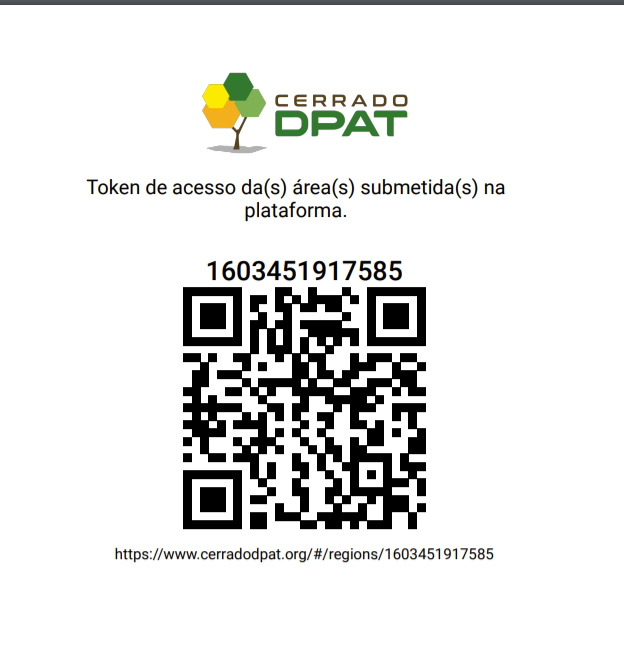 CERRADO
DPAT
Token de acesso da(s) área(s) submetida(s) na
plataforma.
1603451917585
https://www.cerradodpat.org/#/regions/1603451917585